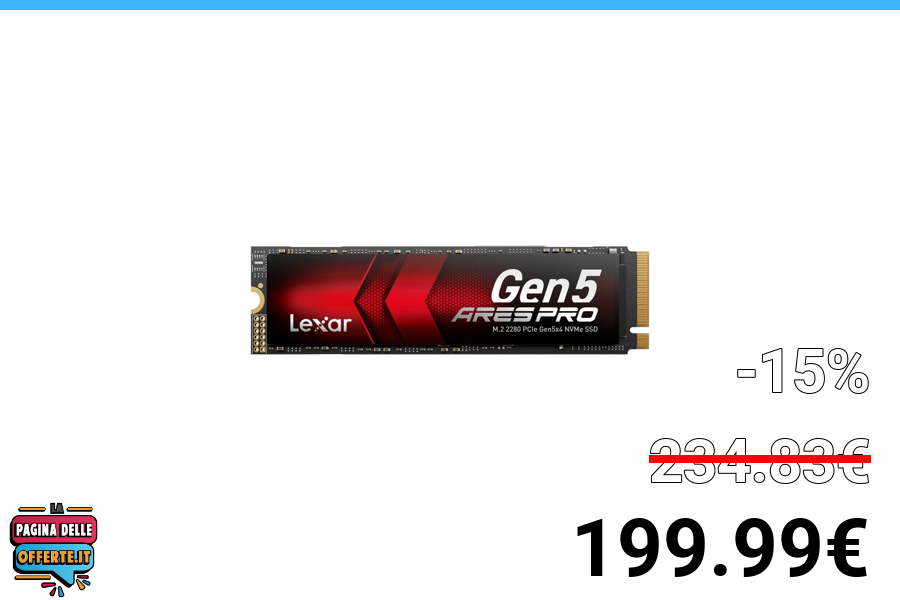 Gen5
ARES PRO
Lexar
M.2 2280 PCIe Gen5x4 NVMe SSD
-15%
234.83€
199.99€
LA
PAGINA DELLE
OFFERTE.IT